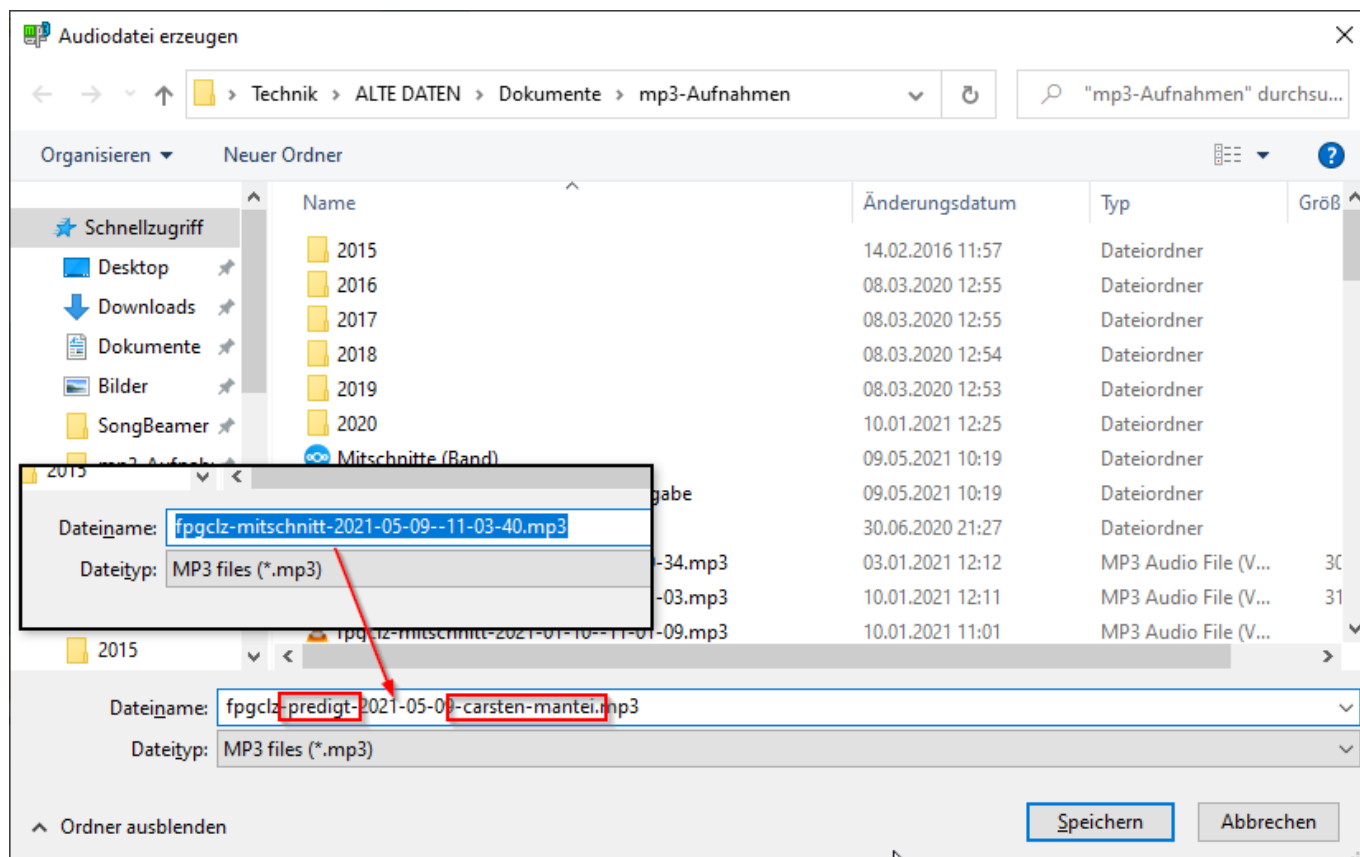 Audiodatei erzeugen
Technik > ALTE DATEN > Dokumente > mp3-Aufnahmen
"mp3-Aufnahmen" durchsu...
Organisieren
Neuer Ordner
Name
Änderungsdatum
Typ
Größ
Schnellzugriff
Desktop
Downloads
Dokumente
Bilder
SongBeamer
2015 14.02.2016 11:57 Dateiordner
2016 08.03.2020 12:55 Dateiordner
2017 08.03.2020 12:55 Dateiordner
2018 08.03.2020 12:54 Dateiordner
2019 08.03.2020 12:53 Dateiordner
2020 10.01.2021 12:25 Dateiordner
Mitschnitte (Band) 09.05.2021 10:19 Dateiordner
gabe 09.05.2021 10:19 Dateiordner
30.06.2020 21:27 Dateiordner
-34.mp3 03.01.2021 12:12 MP3 Audio File (V... 30
-03.mp3 10.01.2021 12:11 MP3 Audio File (V... 31
fpgclz-mitschnitt-2021-01-10--11-01-09.mp3 10.01.2021 11:01 MP3 Audio File (V...
2015
Dateiname: fpgclz-mitschnitt-2021-05-09--11-03-40.mp3
Dateityp: MP3 files (*.mp3)
2015
Dateiname: fpgclz-predigt-2021-05-09-carsten-mantei.mp3
Dateityp: MP3 files (*.mp3)
Ordner ausblenden
Speichern
Abbrechen